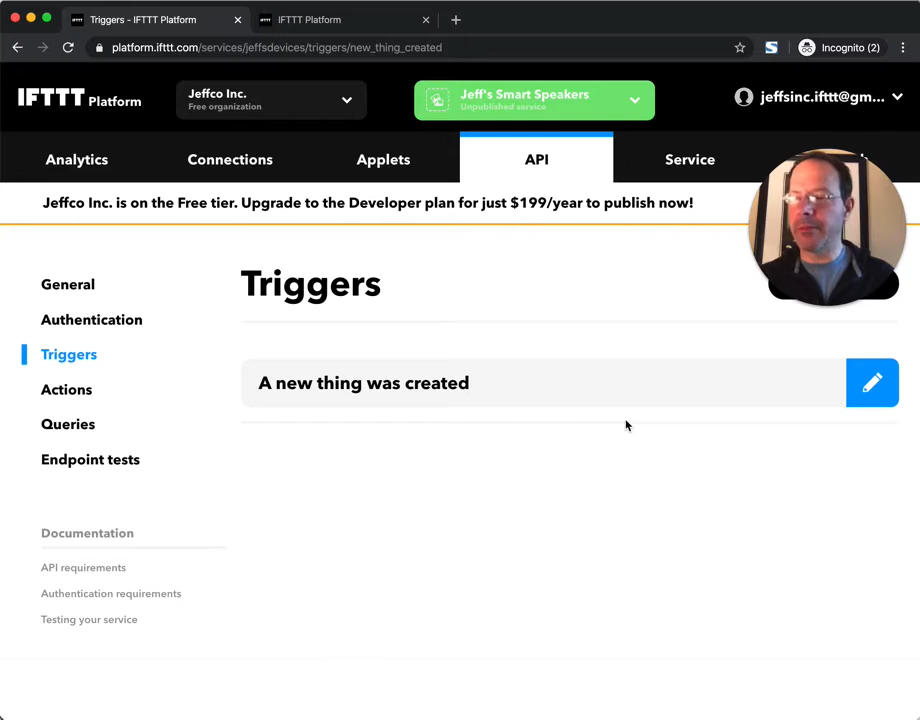 Triggers - IFTTT Platform
IFTTT Platform
platform.ifttt.com/services/jeffsdevices/triggers/new_thing_created
Incognito (2)
IFTTT Platform
Jeffco Inc.
Free organization
Jeff's Smart Speakers
Unpublished service
jeffsinc.ifttt@gm...
Analytics
Connections
Applets
API
Service
Jeffco Inc. is on the Free tier. Upgrade to the Developer plan for just $199/year to publish now!
General
Authentication
Triggers
Actions
Queries
Endpoint tests
Documentation
API requirements
Authentication requirements
Testing your service
Triggers
A new thing was created